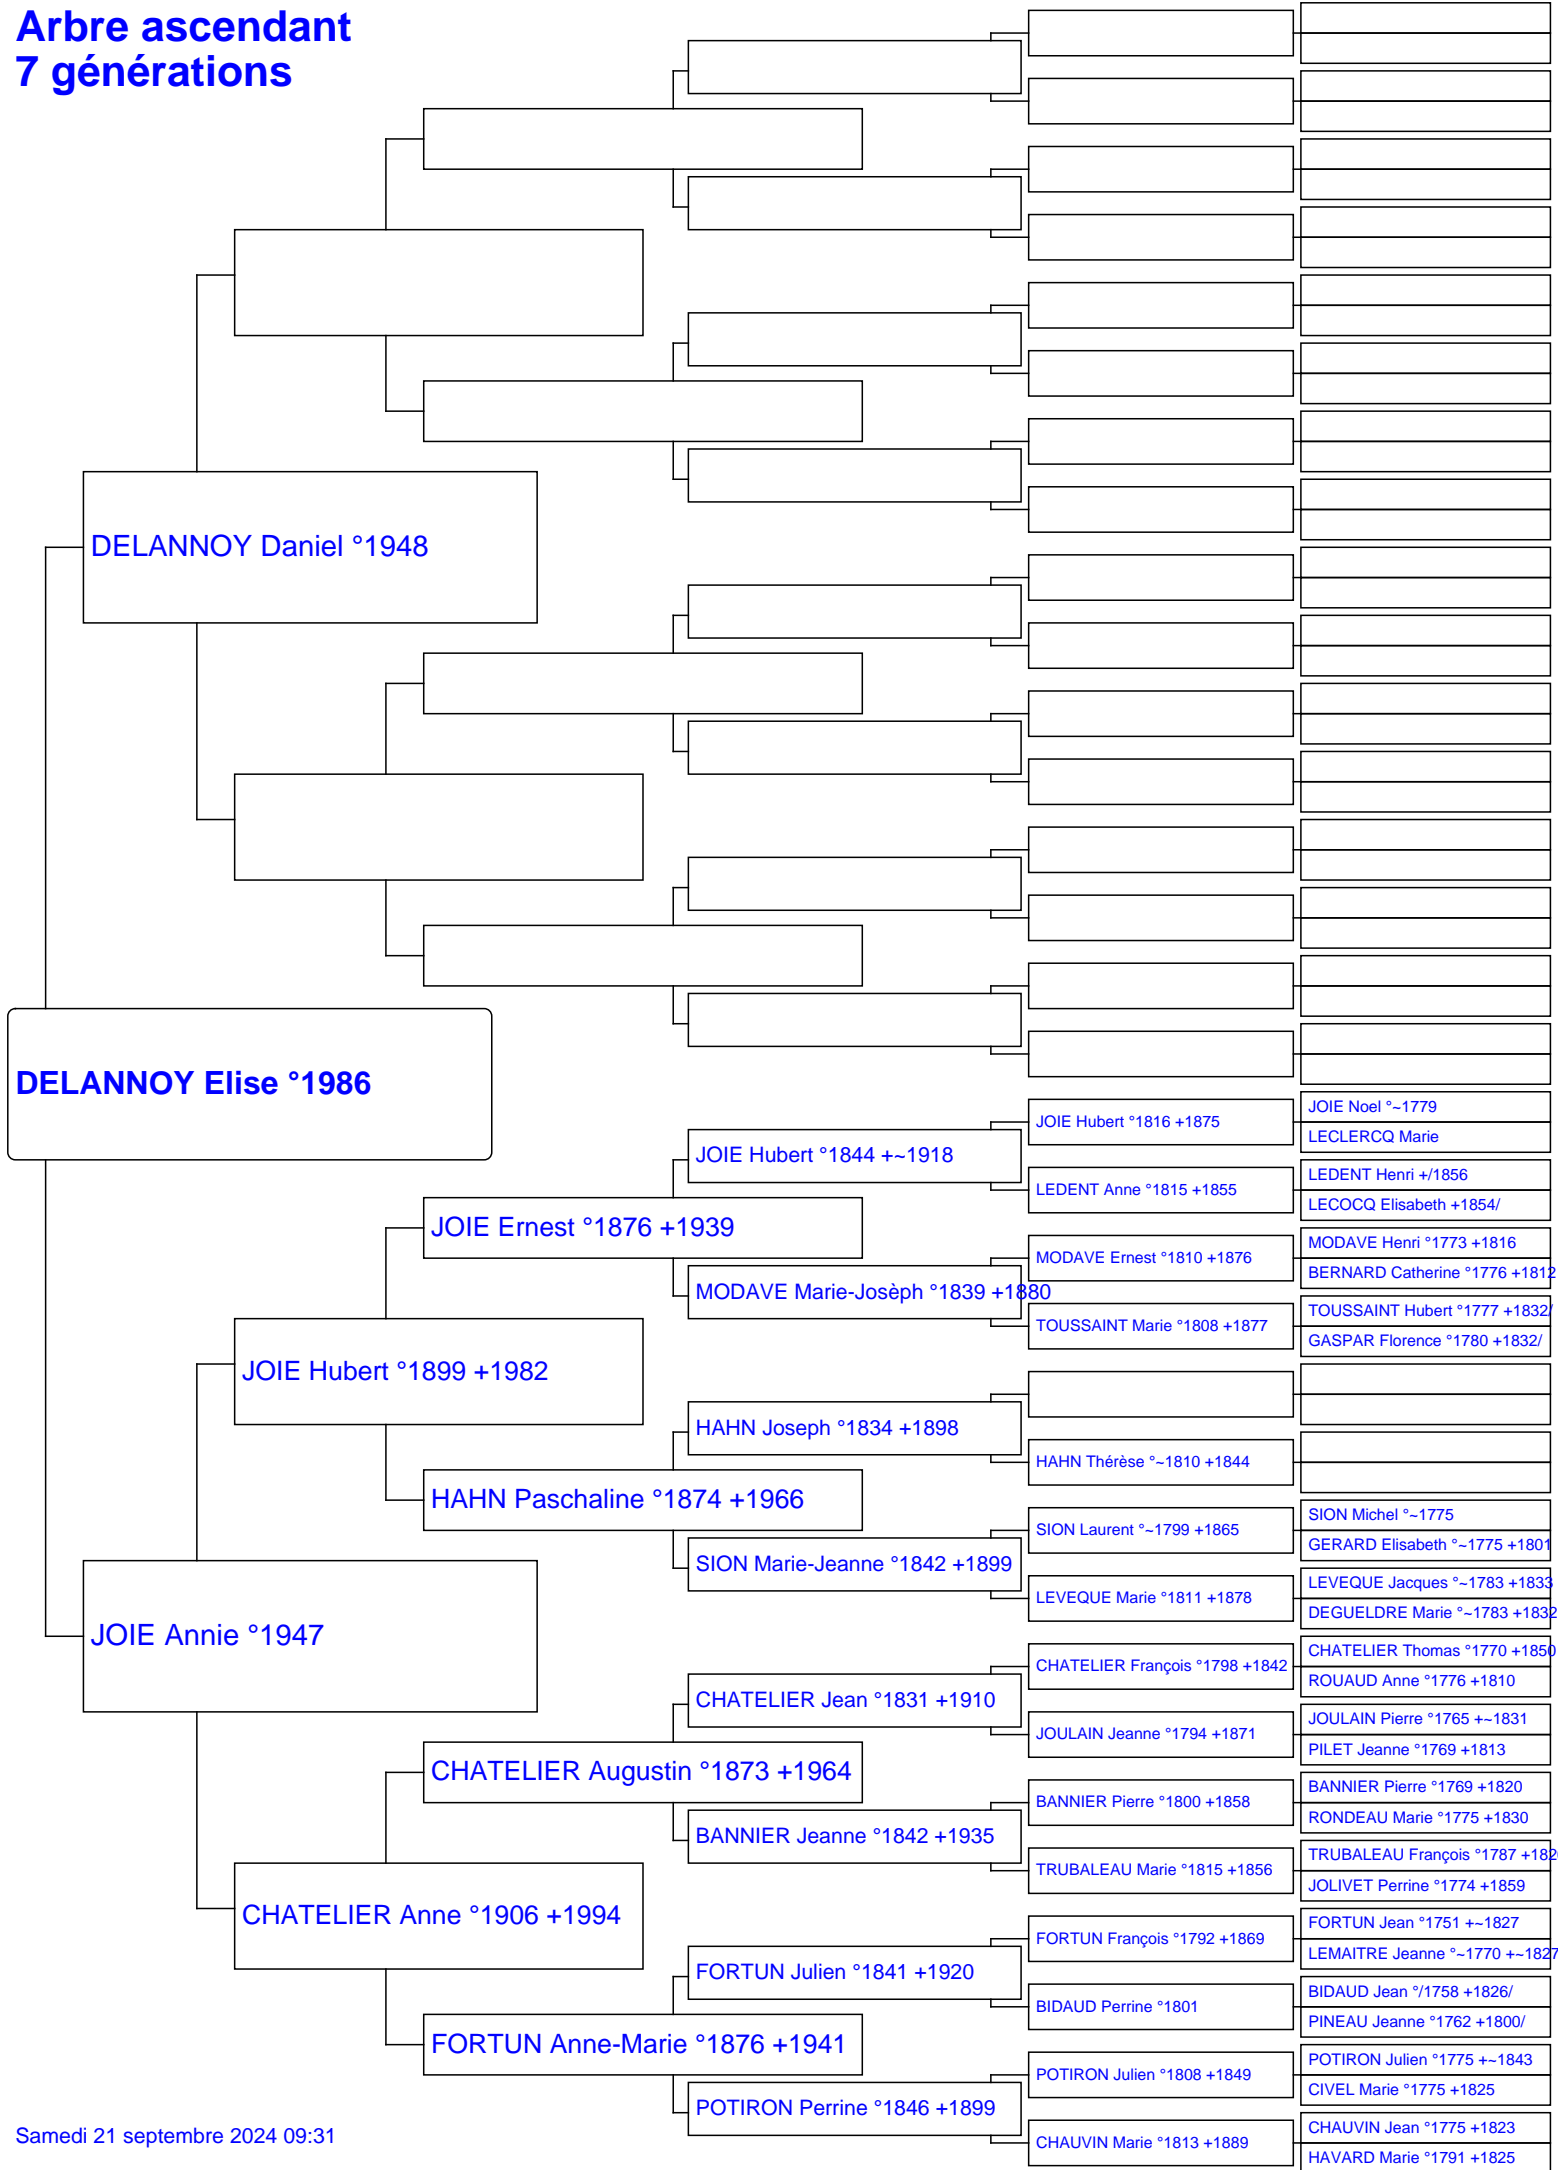 Arbre ascendant
7 générations
DELANNOY Daniel °1948
DELANNOY Elise °1986
JOIE Annie °1947
JOIE Hubert °1899 +1982
CHATELIER Anne °1906 +1994
JOIE Ernest °1876 +1939
HAHN Paschaline °1874 +1966
CHATELIER Augustin °1873 +1964
FORTUN Anne-Marie °1876 +1941
JOIE Hubert °1844 +~1918
MODAVE Marie-Josèph °1839 +1880
HAHN Joseph °1834 +1898
SION Marie-Jeanne °1842 +1899
CHATELIER Jean °1831 +1910
BANNIER Jeanne °1842 +1935
FORTUN Julien °1841 +1920
POTIRON Perrine °1846 +1899
JOIE Hubert °1816 +1875
LEDENT Anne °1815 +1855
MODAVE Ernest °1810 +1876
TOUSSAINT Marie °1808 +1877
HAHN Thérèse °~1810 +1844
SION Laurent °~1799 +1865
LEVEQUE Marie °1811 +1878
CHATELIER François °1798 +1842
JOULAIN Jeanne °1794 +1871
BANNIER Pierre °1800 +1858
TRUBALEAU Marie °1815 +1856
FORTUN François °1792 +1869
BIDAUD Perrine °1801
POTIRON Julien °1808 +1849
CHAUVIN Marie °1813 +1889
JOIE Noel °~1779
LECLERCQ Marie
LEDENT Henri +/1856
LECOCQ Elisabeth +1854/
MODAVE Henri °1773 +1816
BERNARD Catherine °1776 +1812
TOUSSAINT Hubert °1777 +1832/
GASPAR Florence °1780 +1832/
SION Michel °~1775
GERARD Elisabeth °~1775 +1801
LEVEQUE Jacques °~1783 +1833
DEGUELDRE Marie °~1783 +1832
CHATELIER Thomas °1770 +1850
ROUAUD Anne °1776 +1810
JOULAIN Pierre °1765 +~1831
PILET Jeanne °1769 +1813
BANNIER Pierre °1769 +1820
RONDEAU Marie °1775 +1830
TRUBALEAU François °1787
JOLIVET Perrine °1774 +1859
FORTUN Jean °1751 +~1827
LEMAITRE Jeanne °~1770 +~1827
BIDAUD Jean °/1758 +1826/
PINEAU Jeanne °1762 +1800/
POTIRON Julien °1775 +~1843
CIVEL Marie °1775 +1825
CHAUVIN Jean °1775 +1823
HAVARD Marie °1791 +1825
Samedi 21 septembre 2024 09:31